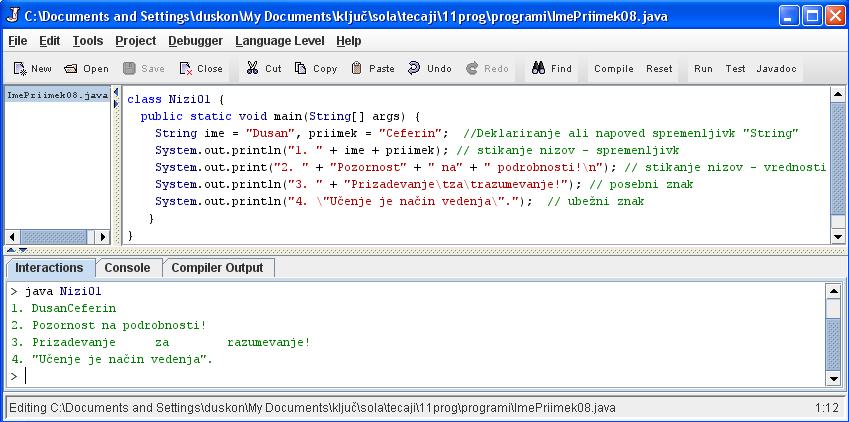 C:\Documents and Settings\duskon\My Documents\ključ\sola\tecaji\11prog\programi\ImePriimek08.java
File Edit Tools Project Debugger Language Level Help
New Open Save Close Cut Copy Paste Undo Redo Find Compile Reset Run Test Javadoc
ImePriimek08.java
class Nizi01 {
public static void main(String[] args) {
String ime = "Dusan", priimek = "Ceferin"; //Deklariranje ali napoved spremenljivk "String"
System.out.println("1. " + ime + priimek); // stikanje nizov - spremenljivk
System.out.print("2. " + "Pozornost" + " na" + " podrobnosti!\n"); // stikanje nizov - vrednosti
System.out.println("3. " + "Prizadevanje\tza\trazumevanje!"); // posebni znak
System.out.println("4. \"Učenje je način vedenja\"."); // ubežni znak
}
}
Interactions Console Compiler Output
> java Nizi01
1. DusanCeferin
2. Pozornost na podrobnosti!
3. Prizadevanje za razumevanje!
4. "Učenje je način vedenja".
>
Editing C:\Documents and Settings\duskon\My Documents\ključ\sola\tecaji\11prog\programi\ImePriimek08.java 1:12